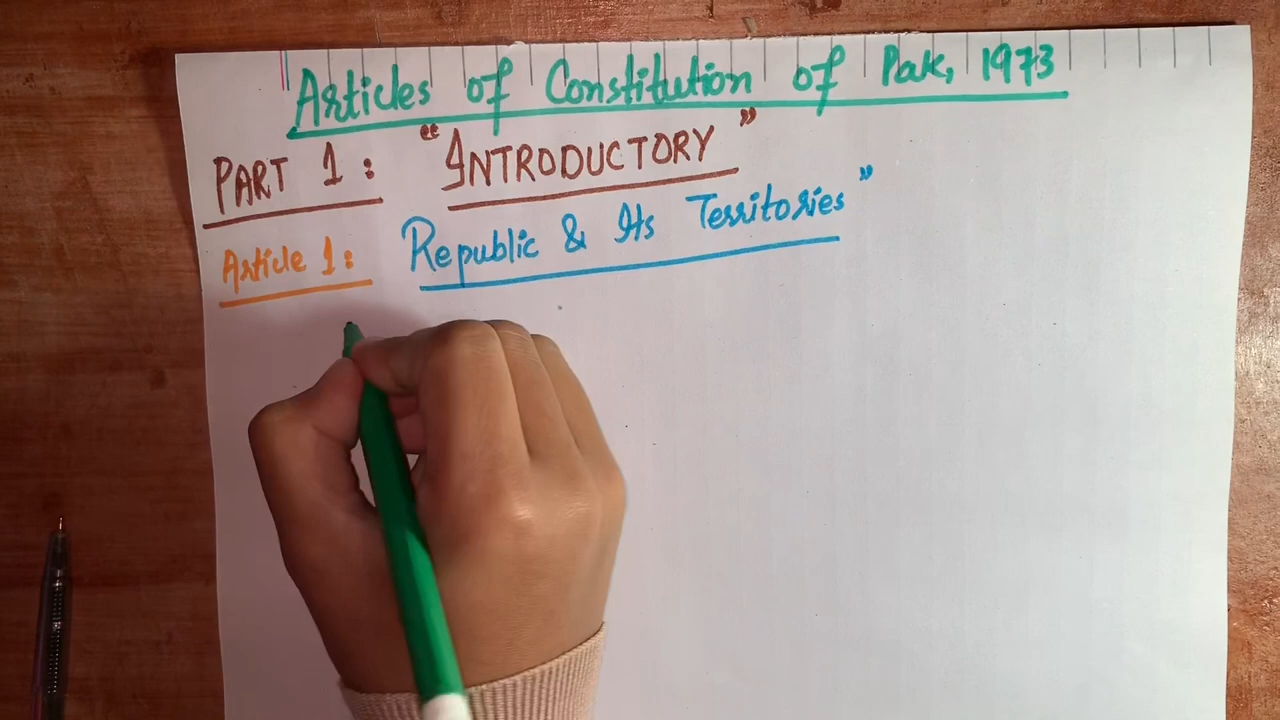 Articles of Constitution of Pak, 1973
PART 1 : "INTRODUCTORY"
Article 1: Republic & Its Territories"